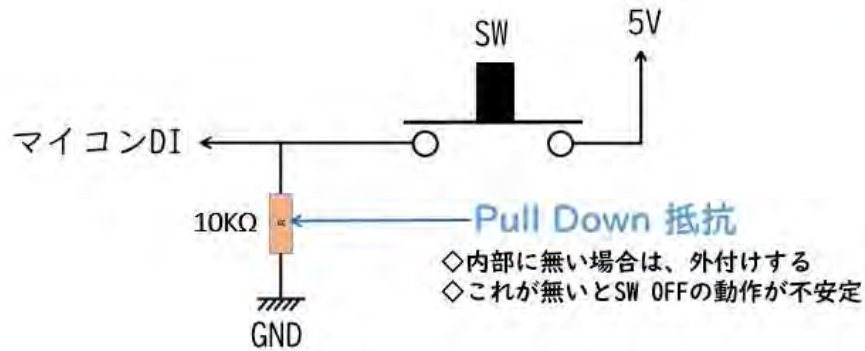 5V
SW
マイコンDI
10KΩ
Pull Down 抵抗
◇内部に無い場合は、外付けする
◇これが無いとSW OFFの動作が不安定
GND